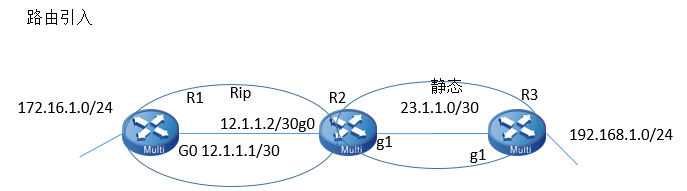 路由引入
静态
R1
Rip
R2
R3
172.16.1.0/24
23.1.1.0/30
12.1.1.2/30g0
192.168.1.0/24
Multi
G0 12.1.1.1/30
Multi
g1
Multi
g1